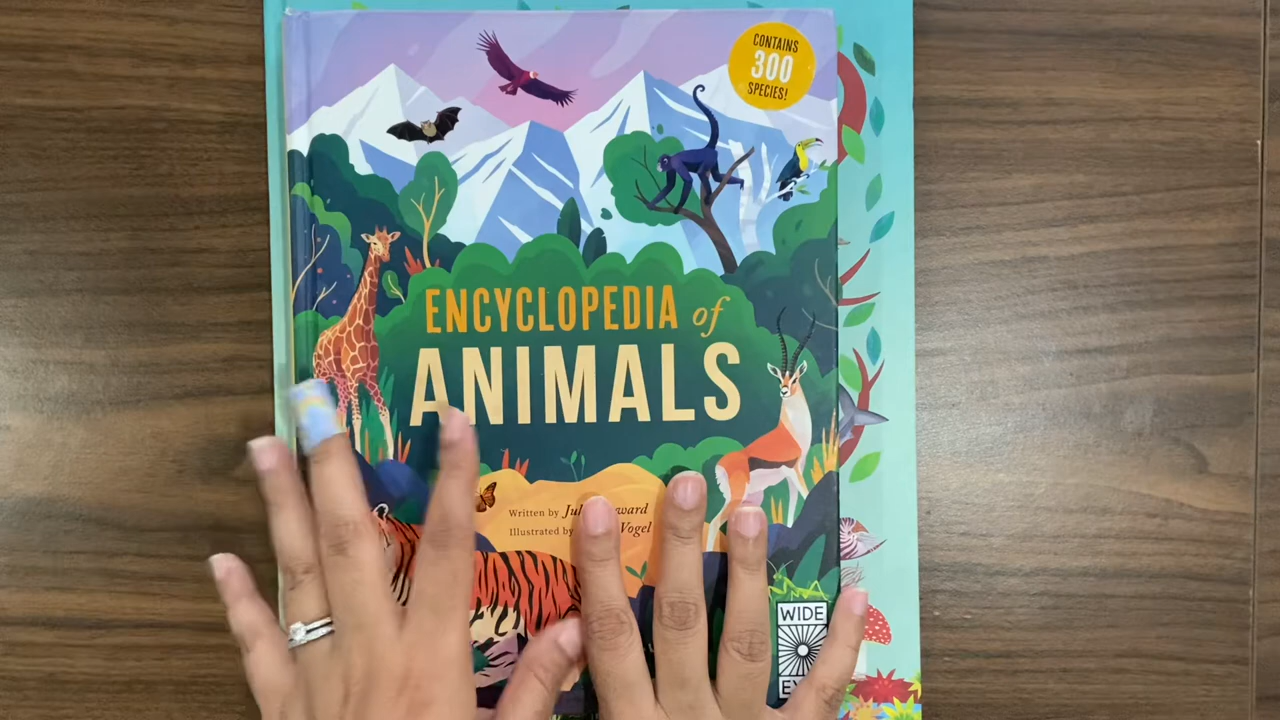 CONTAINS
300
SPECIES!
ENCYCLOPEDIA of
ANIMALS
Written by
Illustrated by Vogel
WIDE